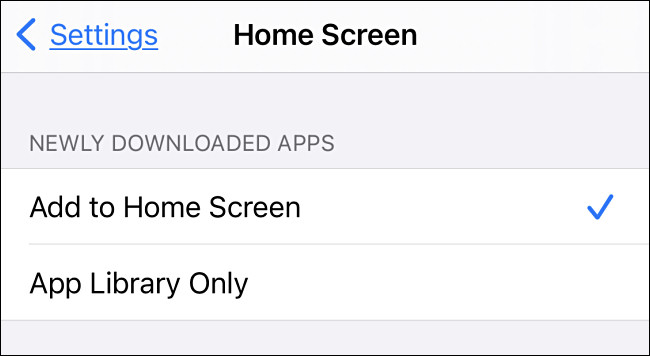 Settings
Home Screen
NEWLY DOWNLOADED APPS
Add to Home Screen
App Library Only